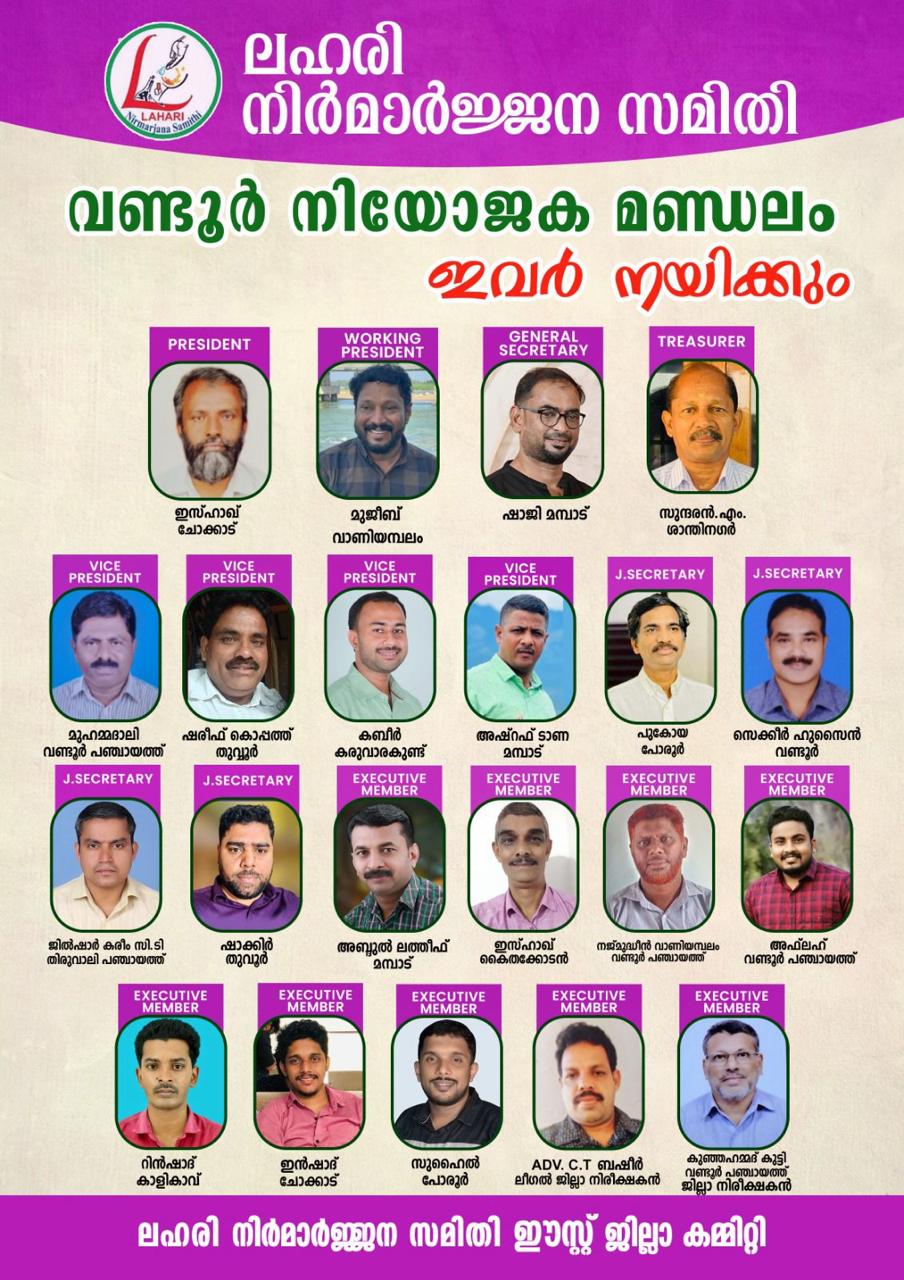 LAHARI
Nirmarjana Samithi
ലഹരി
നിർമാർജ്ജന സമിതി
വണ്ടൂർ നിയോജക മണ്ഡലം
ഇവർ നയിക്കും
PRESIDENT
ഇസ്ഹാഖ്
ചോക്കാട്
WORKING
PRESIDENT
മുജീബ്
വാണിയമ്പലം
GENERAL
SECRETARY
ഷാജി മമ്പാട്
TREASURER
സുന്ദരൻ.എം.
ശാന്തിനഗർ
VICE
PRESIDENT
മുഹമ്മദാലി
വണ്ടൂർ പഞ്ചായത്ത്
VICE
PRESIDENT
ഷരീഫ് കൊപ്പത്ത്
തുവ്വൂർ
VICE
PRESIDENT
കബീർ
കരുവാരകുണ്ട്
VICE
PRESIDENT
അഷ്റഫ് ടാണ
മമ്പാട്
J.SECRETARY
പൂകോയ
പോരൂർ
J.SECRETARY
സെക്കീർ ഹുസൈൻ
വണ്ടൂർ
J.SECRETARY
ജിൽഷാർ കരീം സി.ടി
തിരുവാലി പഞ്ചായത്ത്
J.SECRETARY
ഷാക്കിർ
തുവൂർ
EXECUTIVE
MEMBER
അബ്ദുൽ ലത്തീഫ്
മമ്പാട്
EXECUTIVE
MEMBER
ഇസ്ഹാഖ്
കൈതക്കോടൻ
EXECUTIVE
MEMBER
നജ്മുദ്ധീൻ വാണിയമ്പലം
വണ്ടൂർ പഞ്ചായത്ത്
EXECUTIVE
MEMBER
അഫ്ലഹ്
വണ്ടൂർ പഞ്ചായത്ത്
EXECUTIVE
MEMBER
റിൻഷാദ്
കാളികാവ്
EXECUTIVE
MEMBER
ഇൻഷാദ്
ചോക്കാട്
EXECUTIVE
MEMBER
സുഹൈൽ
പോരൂർ
EXECUTIVE
MEMBER
ADV. C.T ബഷീർ
ലീഗൽ ജില്ലാ നിരീക്ഷകൻ
EXECUTIVE
MEMBER
കുഞ്ഞഹമ്മദ് കുട്ടി
വണ്ടൂർ പഞ്ചായത്ത്
ജില്ലാ നിരീക്ഷകൻ
ലഹരി നിർമാർജ്ജന സമിതി ഈസ്റ്റ് ജില്ലാ കമ്മിറ്റി